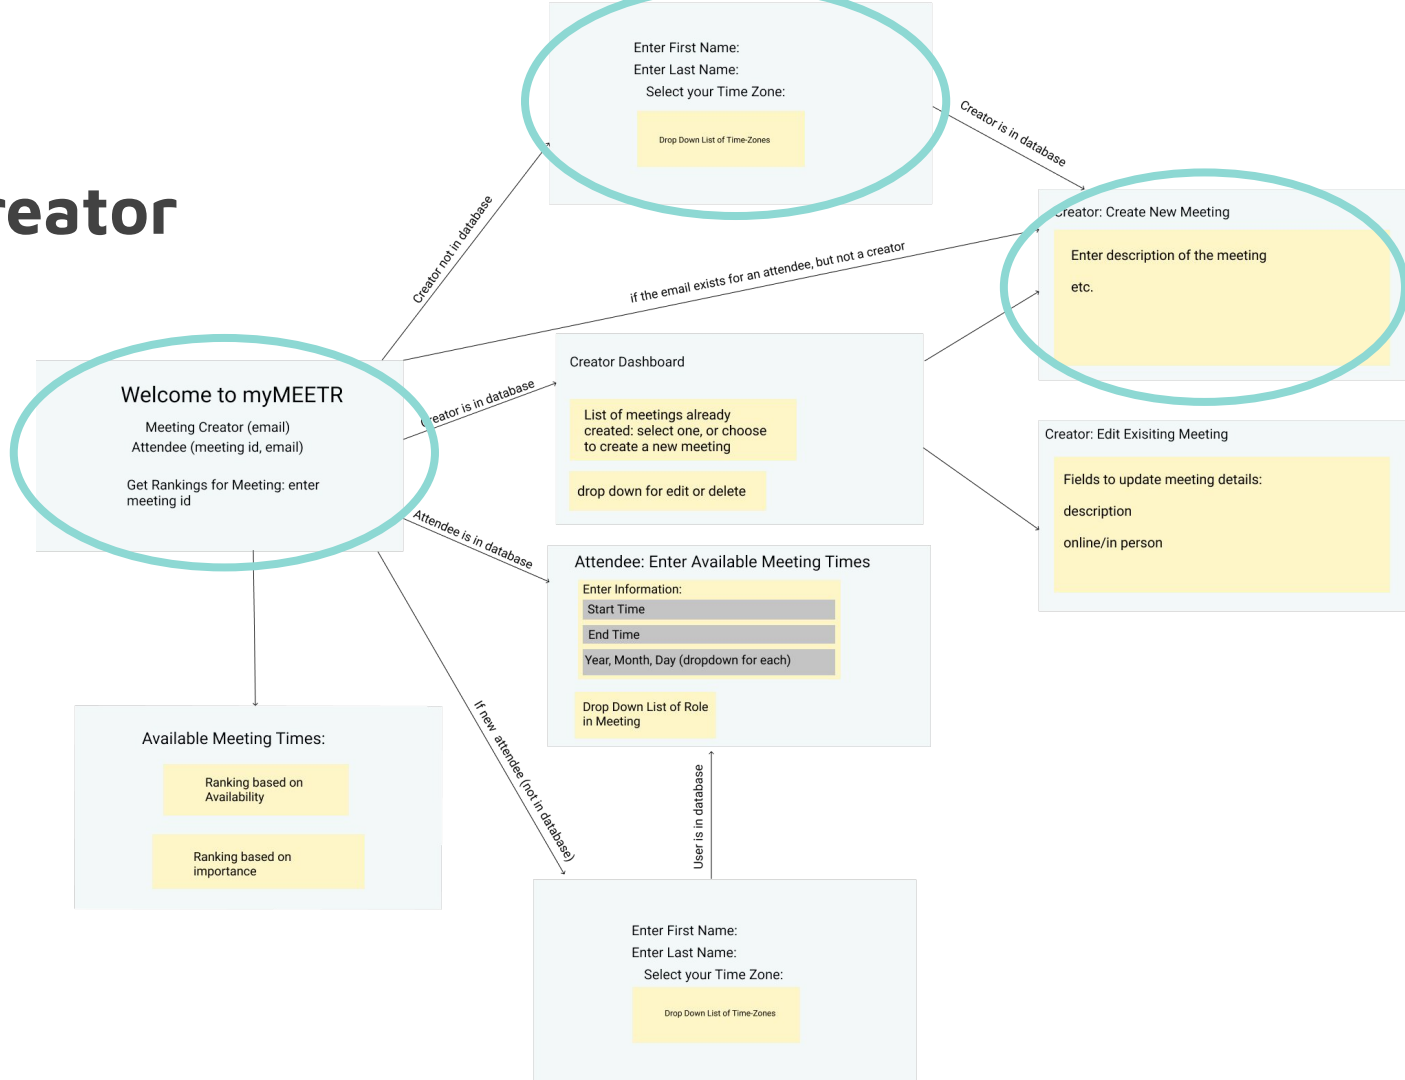 reator
Enter First Name:
Enter Last Name:
Select your Time Zone:
Drop Down List of Time-Zones
Creator not in database
Creator is in database
if the email exists for an attendee, but not a creator
Creator: Create New Meeting
Enter description of the meeting
etc.
Welcome to myMEETR
Meeting Creator (email)
Attendee (meeting id, email)
Get Rankings for Meeting: enter
meeting id
Creator is in database
Creator Dashboard
List of meetings already
created: select one, or choose
to create a new meeting
drop down for edit or delete
Creator: Edit Exisiting Meeting
Fields to update meeting details:
description
online/in person
Attendee is in database
Attendee: Enter Available Meeting Times
Enter Information:
Start Time
End Time
Year, Month, Day (dropdown for each)
Drop Down List of Role
in Meeting
Available Meeting Times:
Ranking based on
Availability
Ranking based on
importance
If new attendee (not in database)
User is in database
Enter First Name:
Enter Last Name:
Select your Time Zone:
Drop Down List of Time-Zones